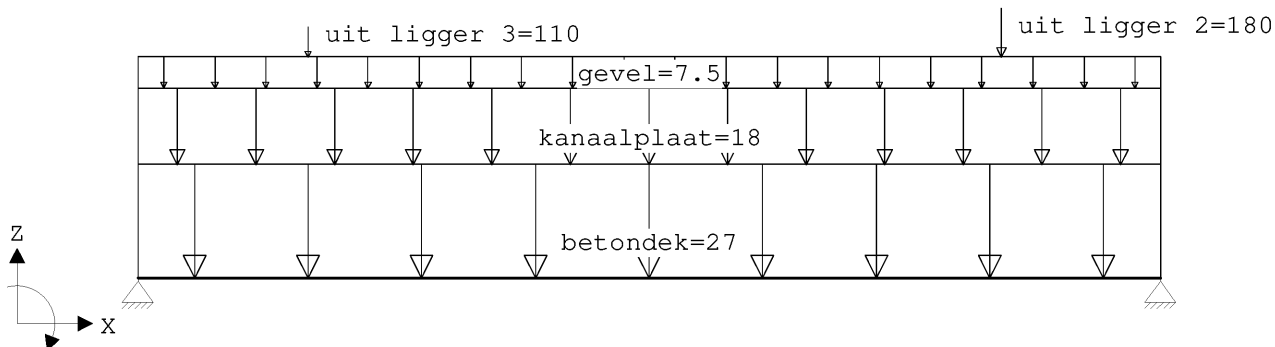 uit ligger 3=110
uit ligger 2=180
gevel=7.5
kanaalplaat=18
betondek=27
Z
X